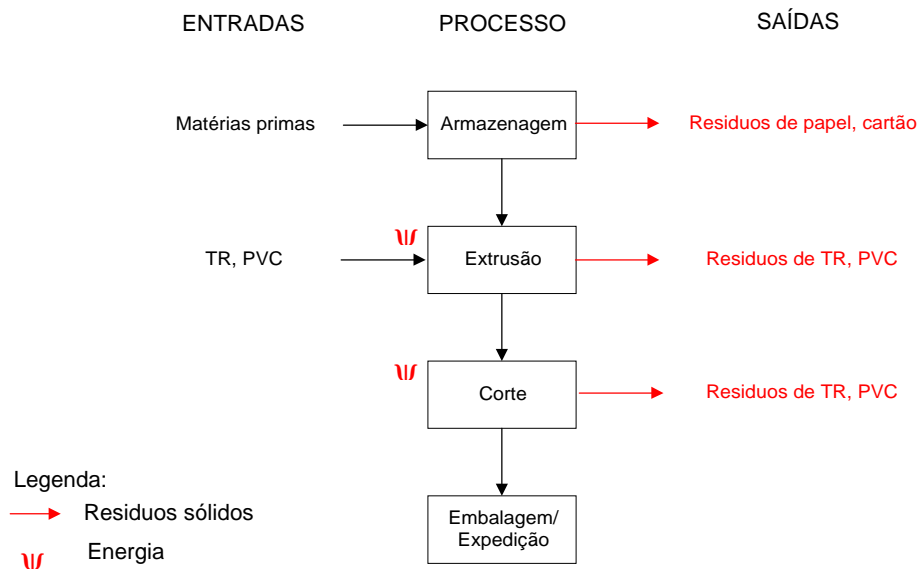 ENTRADAS PROCESSO SAÍDAS
Matérias primas Armazenagem Residuos de papel, cartão
TR, PVC Extrusão Residuos de TR, PVC
Corte Residuos de TR, PVC
Embalagem/
Expedição
Legenda:
Residuos sólidos
Energia